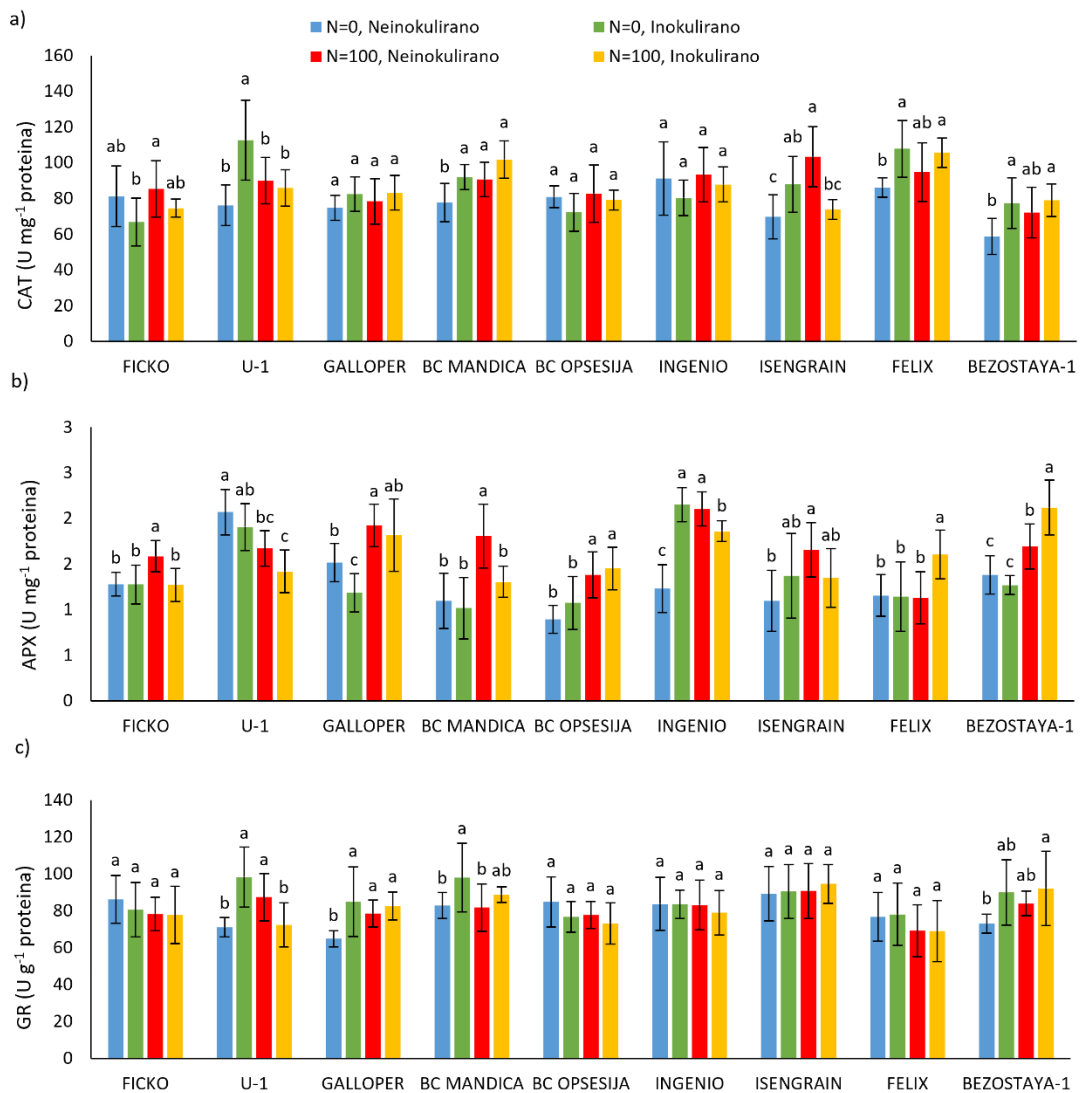 a)
N=0, Neinokulirano N=0, Inokulirano
N=100, Neinokulirano N=100, Inokulirano
CAT (U mg⁻¹ proteina)
160
140
120
100
80
60
40
20
0
ab b a ab b a b b a a a a b a a a a a a a a a a a c ab a bc b a ab a b a ab a
FICKO U-1 GALLOPER BC MANDICA BC OPSESIJA INGENIO ISENGRAIN FELIX BEZOSTAYA-1
b)
APX (U mg⁻¹ proteina)
3
3
2
2
1
1
0
b b a b a ab bc c b c a ab b b a b b b a a c a a b b ab a ab b b b a c c b a
FICKO U-1 GALLOPER BC MANDICA BC OPSESIJA INGENIO ISENGRAIN FELIX BEZOSTAYA-1
c)
GR (U g⁻¹ proteina)
140
120
100
80
60
40
20
0
a a a a b a a b b a a a b a b ab a a a a a a a a a a a a a a a a b ab ab a
FICKO U-1 GALLOPER BC MANDICA BC OPSESIJA INGENIO ISENGRAIN FELIX BEZOSTAYA-1